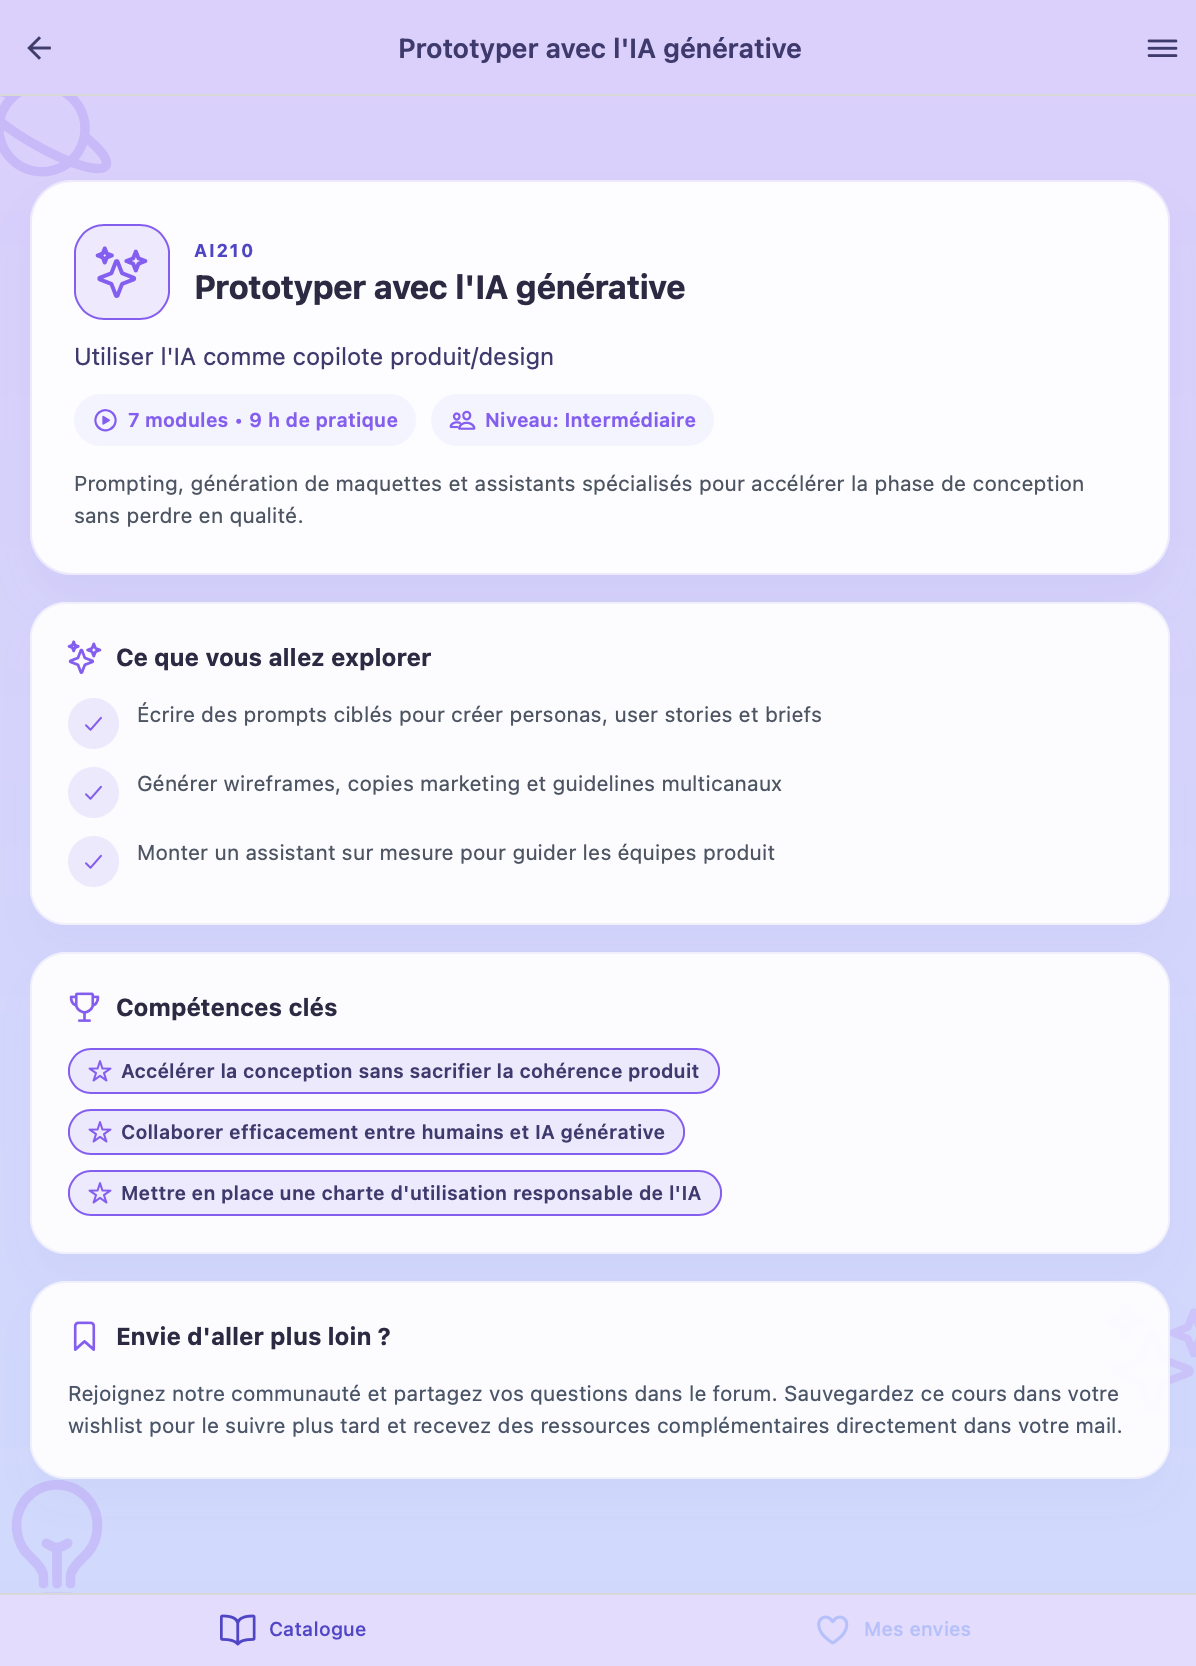 Prototyper avec l'IA générative
AI210
Prototyper avec l'IA générative
Utiliser l'IA comme copilote produit/design
7 modules • 9 h de pratique
Niveau: Intermédiaire
Prompting, génération de maquettes et assistants spécialisés pour accélérer la phase de conception
sans perdre en qualité.
Ce que vous allez explorer
Écrire des prompts ciblés pour créer personas, user stories et briefs
Générer wireframes, copies marketing et guidelines multicanaux
Monter un assistant sur mesure pour guider les équipes produit
Compétences clés
Accélérer la conception sans sacrifier la cohérence produit
Collaborer efficacement entre humains et IA générative
Mettre en place une charte d'utilisation responsable de l'IA
Envie d'aller plus loin ?
Rejoignez notre communauté et partagez vos questions dans le forum. Sauvegardez ce cours dans votre
wishlist pour le suivre plus tard et recevez des ressources complémentaires directement dans votre mail.
Catalogue
Mes envies